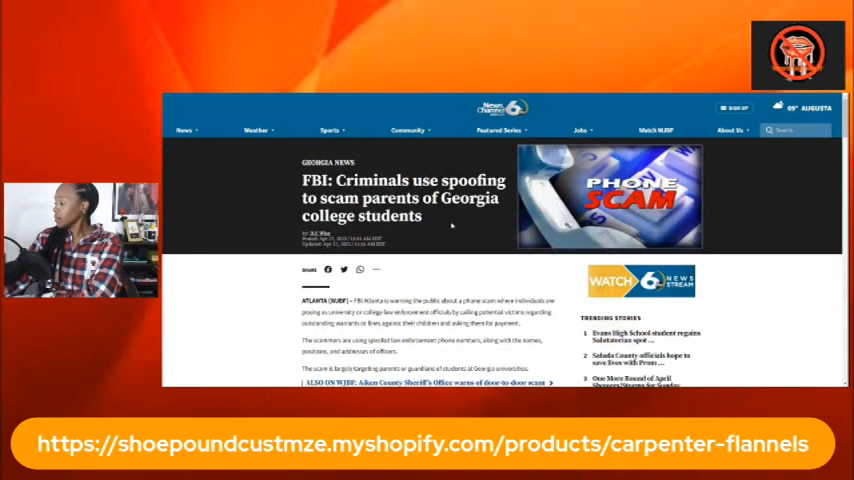 News
Channel 6
SIGN UP
69° AUGUSTA
News
Weather
Sports
Community
Featured Series
Jobs
Watch WJBF
About Us
Search
GEORGIA NEWS
FBI: Criminals use spoofing
to scam parents of Georgia
college students
PHONE
SCAM
SHARE
WATCH 6 NEWS
STREAM
ATLANTA (WJBF) – FBI Atlanta is warning the public about a phone scam where individuals are
posing as university or college law enforcement officials by calling potential victims regarding
outstanding warrants or fines against their children and asking them for payment.
The scammers are using spoofed law enforcement phone numbers, along with the names,
positions, and addresses of officers.
The scam is largely targeting parents or guardians of students at Georgia universities.
ALSO ON WJBF: Aiken County Sheriff's Office warns of door-to-door scam
TRENDING STORIES
1 Evans High School student regains
Salutatorian spot ....
2 Saluda County officials hope to
save lives with Prom ....
3 One More Round of April
Showers/Storms for Sunday
https://shoepoundcustmze.myshopify.com/products/carpenter-flannels